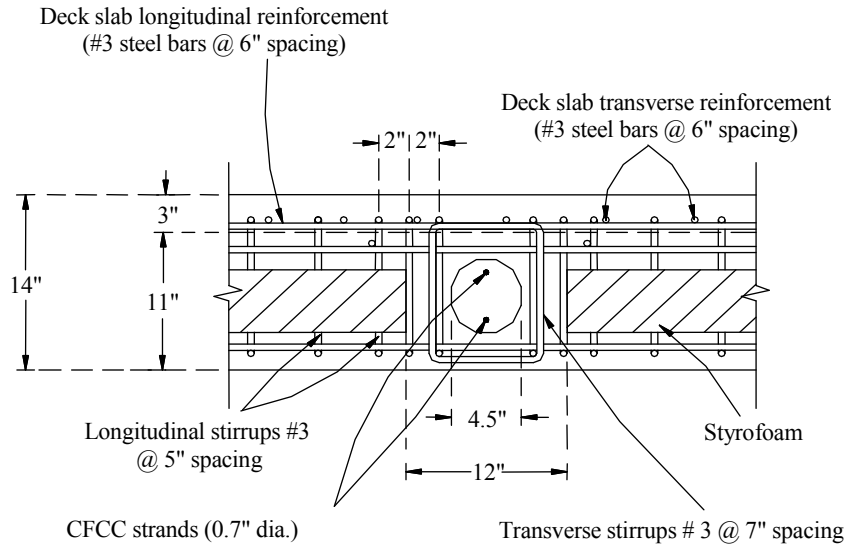 Deck slab longitudinal reinforcement
(#3 steel bars @ 6" spacing)
Deck slab transverse reinforcement
(#3 steel bars @ 6" spacing)
2" 2"
3"
14"
11"
4.5"
12"
Longitudinal stirrups #3
@ 5" spacing
Styrofoam
CFCC strands (0.7" dia.)
Transverse stirrups # 3 @ 7" spacing